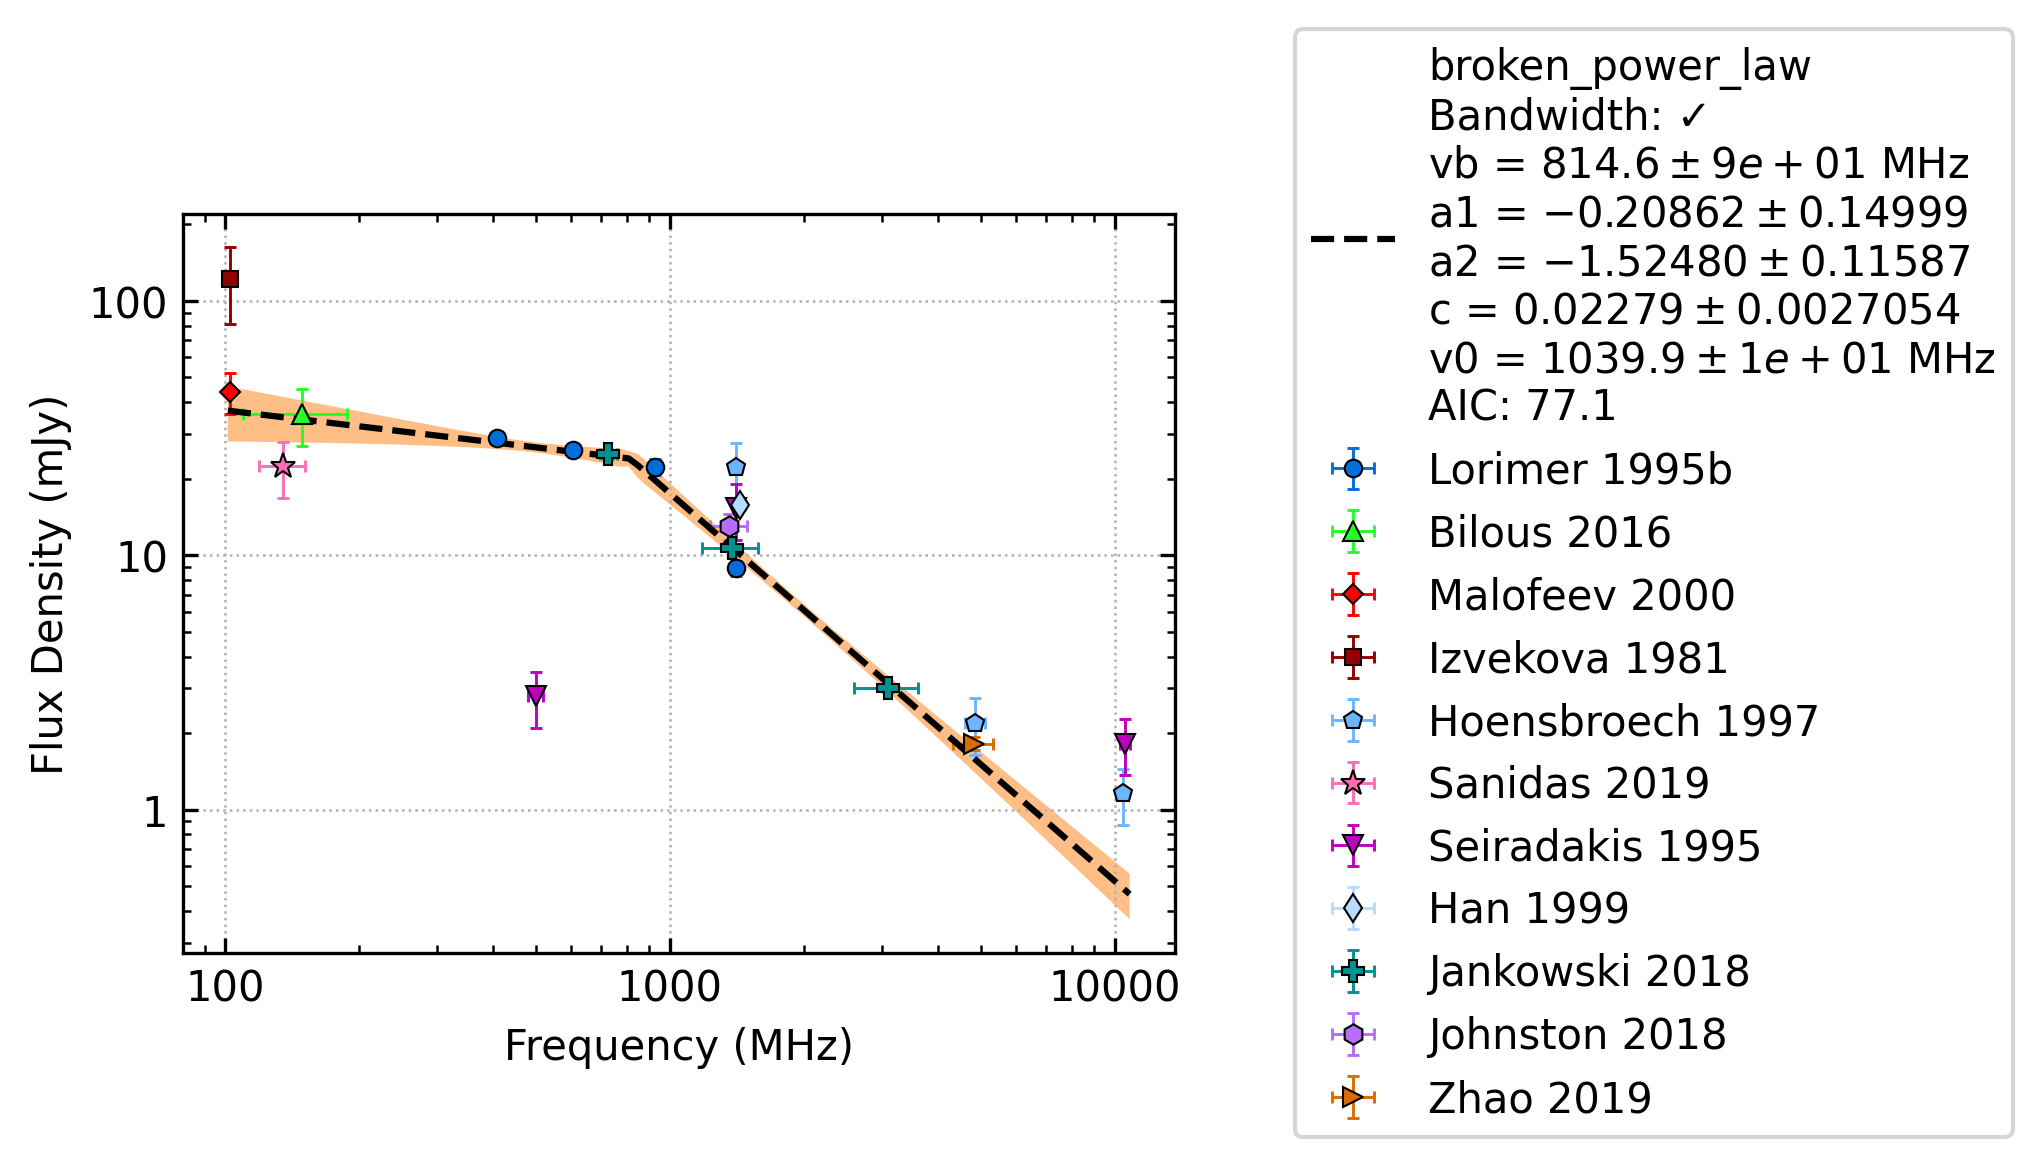 broken_power_law
Bandwidth: ✓
vb = 814.6 ± 9e + 01 MHz
a1 = −0.20862 ± 0.14999
a2 = −1.52480 ± 0.11587
c = 0.02279 ± 0.0027054
v0 = 1039.9 ± 1e + 01 MHz
AIC: 77.1
Lorimer 1995b
Bilous 2016
Malofeev 2000
Izvekova 1981
Hoensbroech 1997
Sanidas 2019
Seiradakis 1995
Han 1999
Jankowski 2018
Johnston 2018
Zhao 2019
Flux Density (mJy)
100
10
1
100
1000
10000
Frequency (MHz)